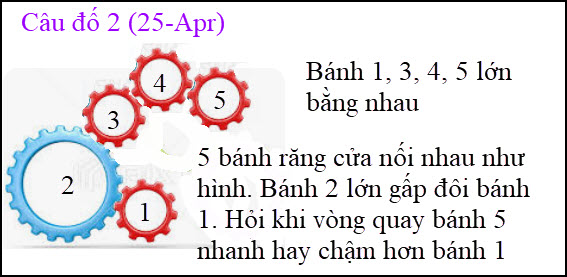 Câu đố 2 (25-Apr)
4
5
3
2
1
Bánh 1, 3, 4, 5 lớn
bằng nhau
5 bánh răng cửa nối nhau như
hình. Bánh 2 lớn gấp đôi bánh
1. Hỏi khi vòng quay bánh 5
nhanh hay chậm hơn bánh 1